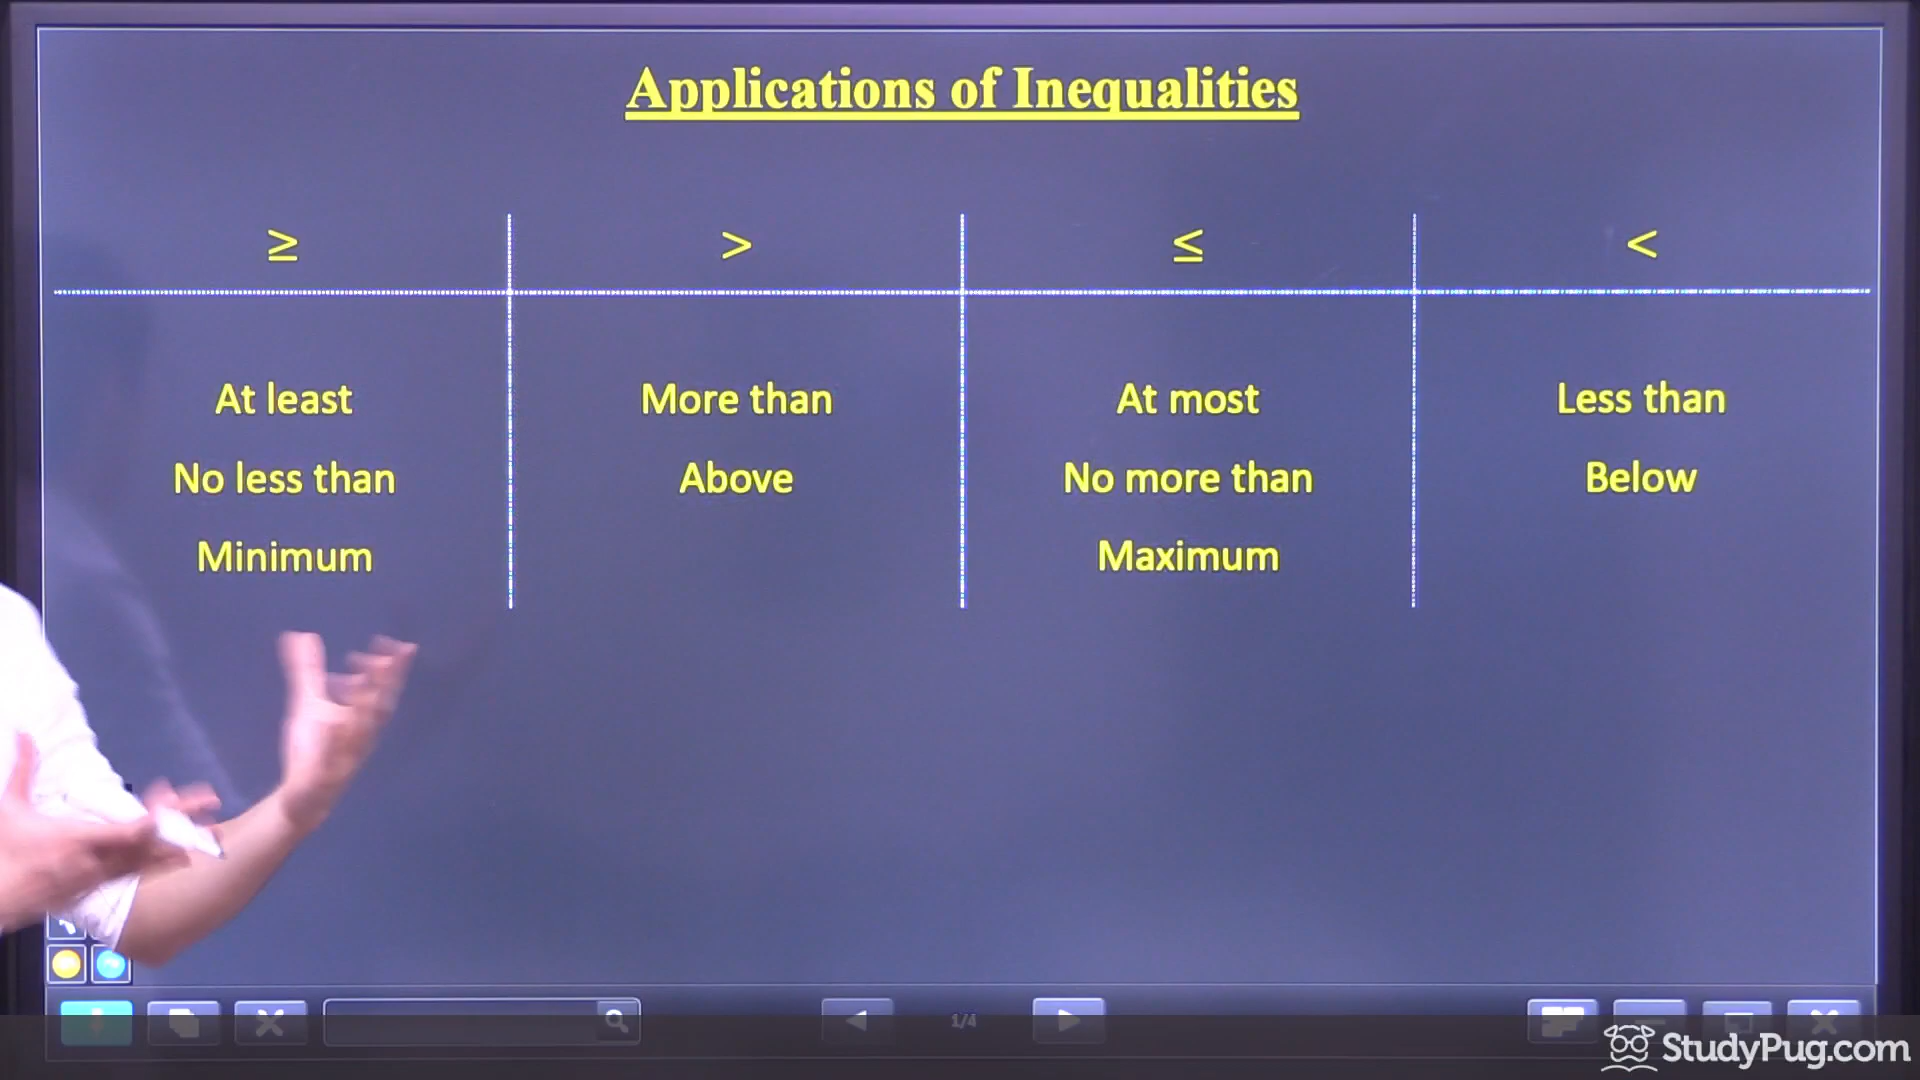 Applications of Inequalities
≥ > ≤ <
At least More than At most Less than
No less than Above No more than Below
Minimum Maximum
1/4
StudyPug.com